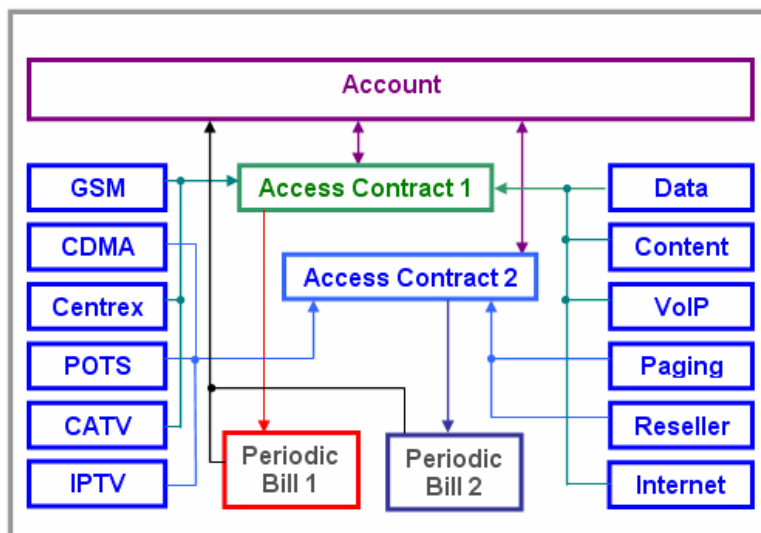 Account
GSM
Access Contract 1
Data
CDMA
Content
Access Contract 2
Centrex
VoIP
POTS
Paging
CATV
Reseller
Periodic
Bill 1
Periodic
Bill 2
IPTV
Internet